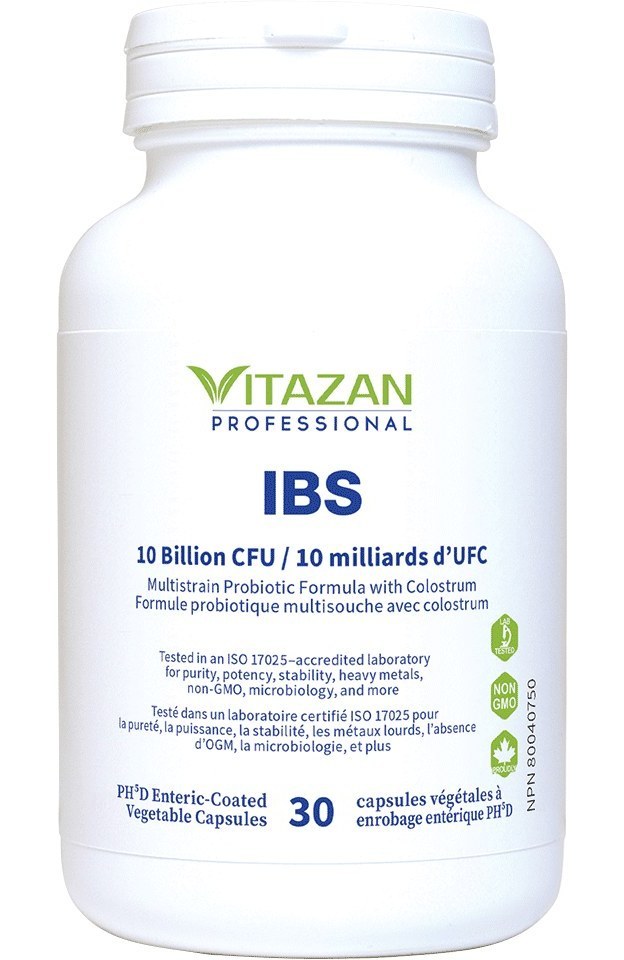 VITAZAN
PROFESSIONAL
IBS
10 Billion CFU / 10 milliards d’UFC
Multistrain Probiotic Formula with Colostrum
Formule probiotique multisouche avec colostrum
LAB
TESTED
Tested in an ISO 17025–accredited laboratory
for purity, potency, stability, heavy metals,
non-GMO, microbiology, and more
NON
GMO
Testé dans un laboratoire certifié ISO 17025 pour
la pureté, la puissance, la stabilité, les métaux lourds, l’absence
d’OGM, la microbiologie, et plus
NPN 80040750
PH⁵D Enteric-Coated
Vegetable Capsules
30
capsules végétales à
enrobage entérique PH⁵D